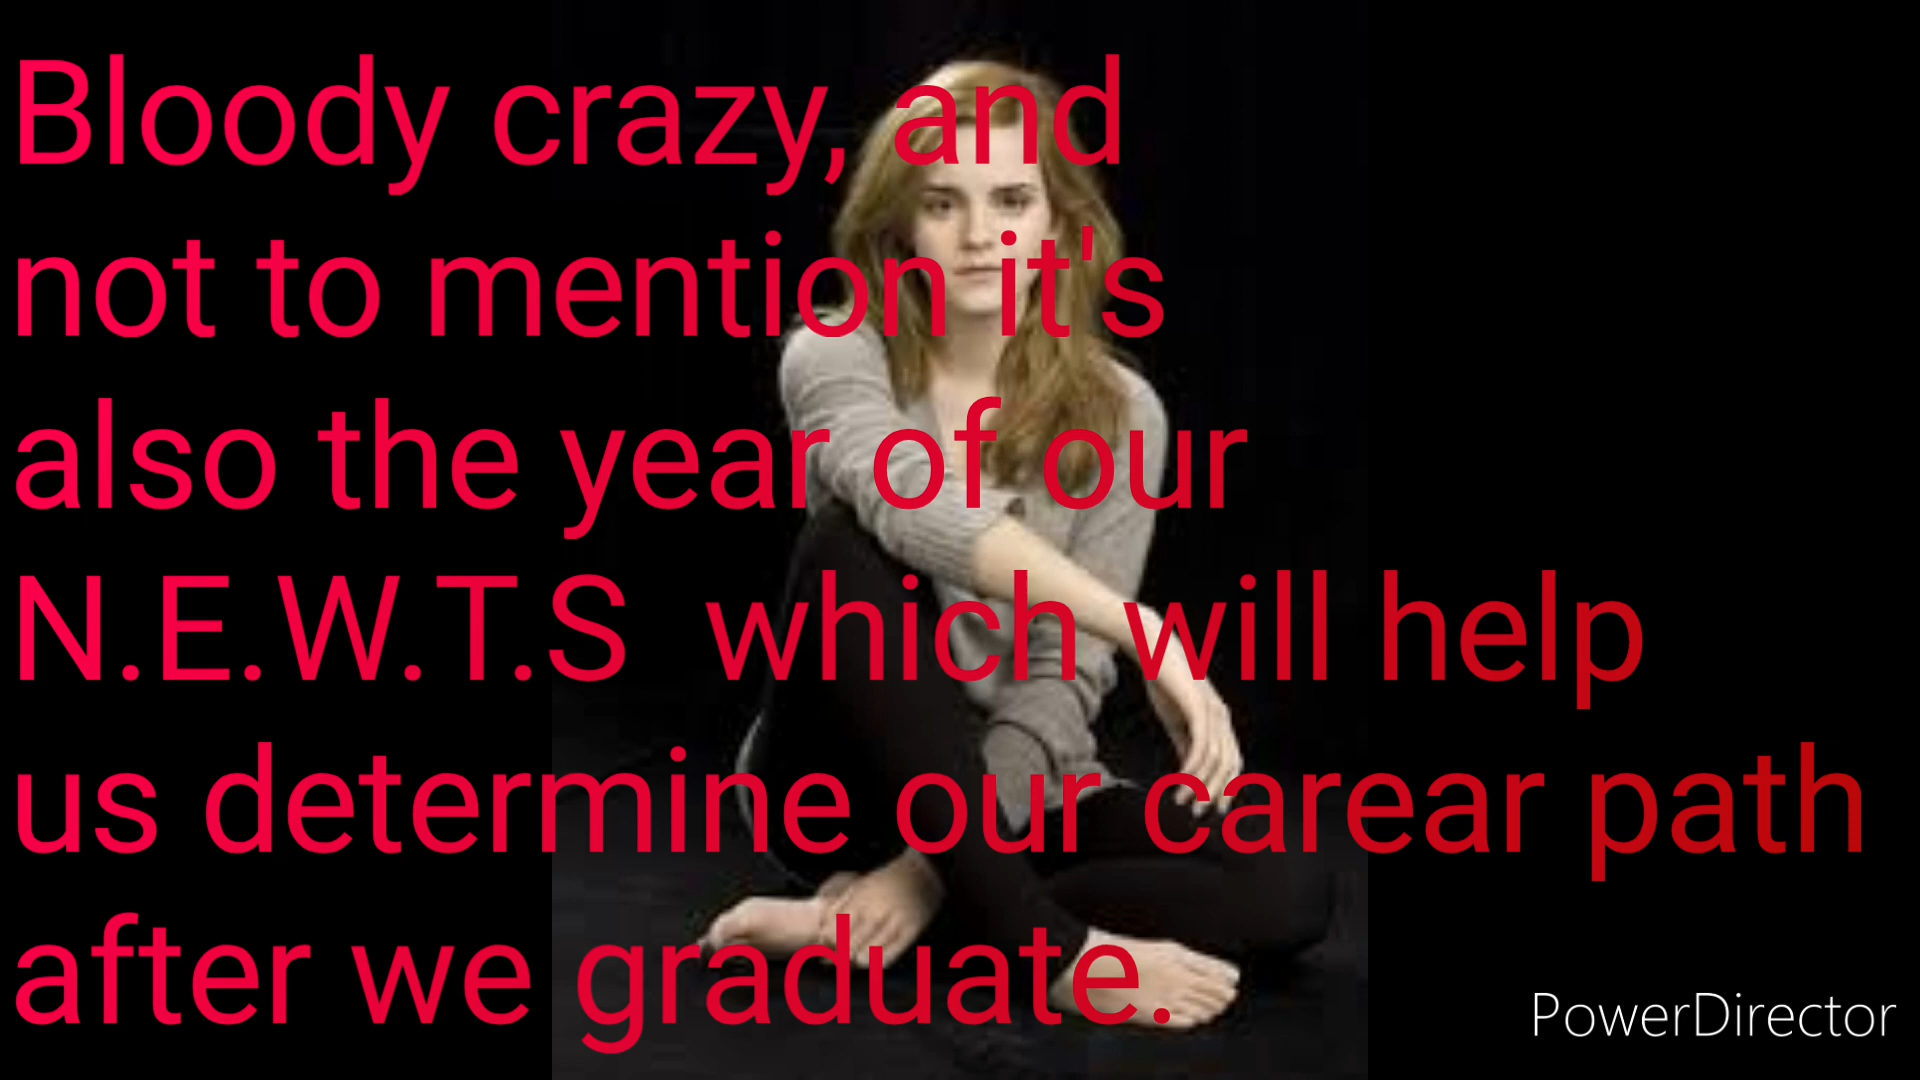 Bloody crazy, and
not to mention it's
also the year of our
N.E.W.T.S  which will help
us determine our carear path
after we graduate.
PowerDirector